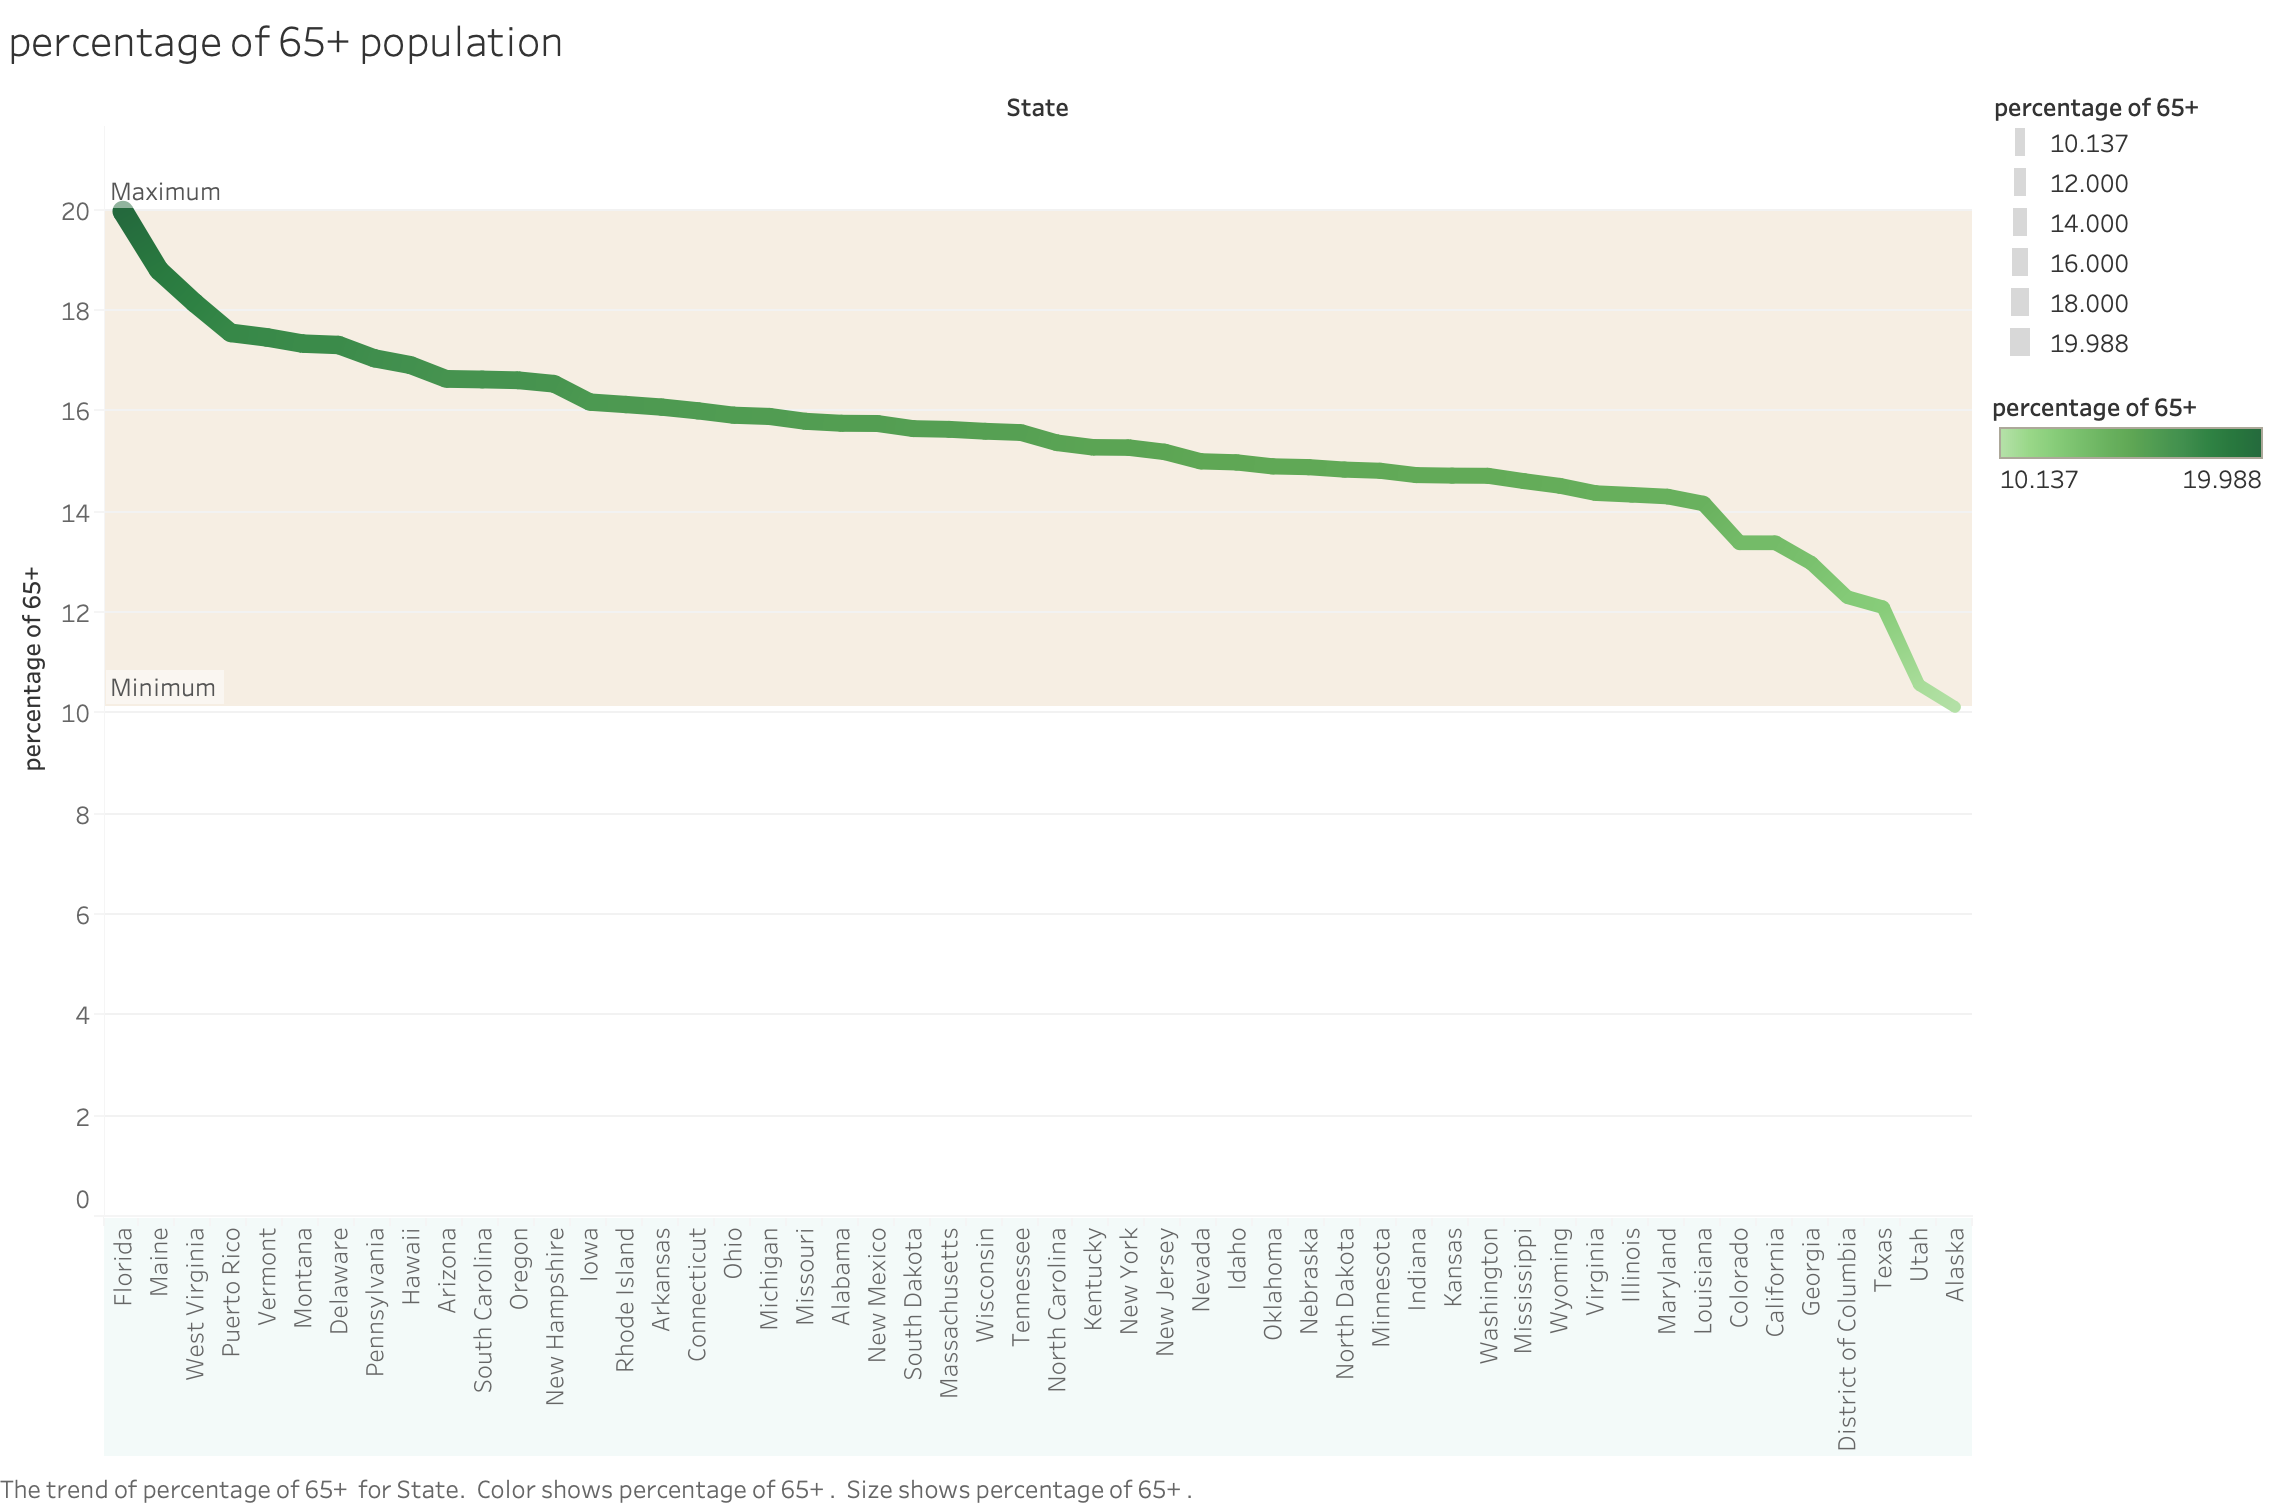 percentage of 65+ population
State
Maximum
20
18
16
14
12
Minimum
10
8
6
4
2
0
percentage of 65+
Florida
Maine
West Virginia
Puerto Rico
Vermont
Montana
Delaware
Pennsylvania
Hawaii
Arizona
South Carolina
Oregon
New Hampshire
Iowa
Rhode Island
Arkansas
Connecticut
Ohio
Michigan
Missouri
Alabama
New Mexico
South Dakota
Massachusetts
Wisconsin
Tennessee
North Carolina
Kentucky
New York
New Jersey
Nevada
Idaho
Oklahoma
Nebraska
North Dakota
Minnesota
Indiana
Kansas
Washington
Mississippi
Wyoming
Virginia
Illinois
Maryland
Louisiana
Colorado
California
Georgia
District of Columbia
Texas
Utah
Alaska
percentage of 65+
10.137
12.000
14.000
16.000
18.000
19.988
percentage of 65+
10.137 19.988
The trend of percentage of 65+ for State. Color shows percentage of 65+ . Size shows percentage of 65+ .